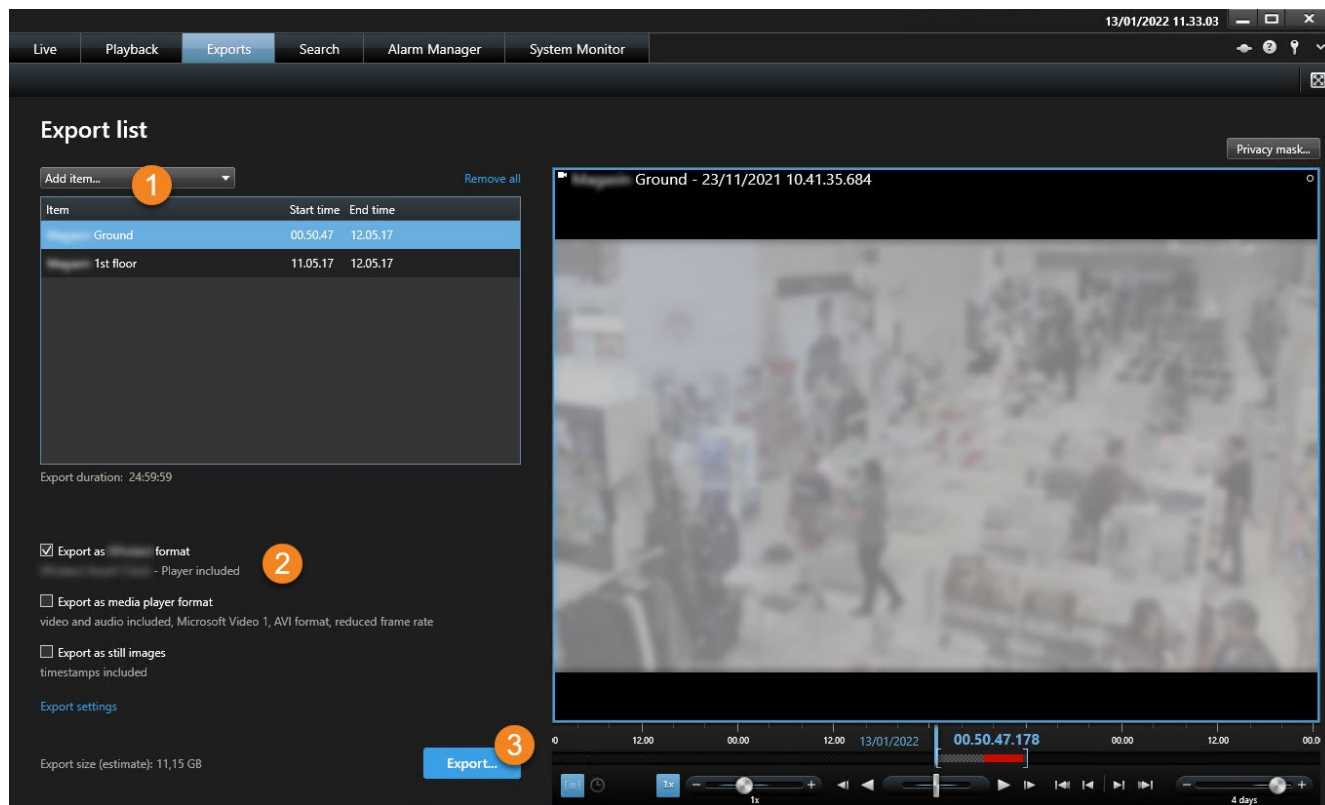 13/01/2022 11.33.03
Live Playback Exports Search Alarm Manager System Monitor
Export list
Privacy mask...
Add item...
1
Remove all
Ground - 23/11/2021 10.41.35.684
Item Start time End time
Ground 00.50.47 12.05.17
1st floor 11.05.17 12.05.17
Export duration: 24:59:59
Export as format
- Player included
2
Export as media player format
video and audio included, Microsoft Video 1, AVI format, reduced frame rate
Export as still images
timestamps included
Export settings
12.00 00.00 12.00 13/01/2022 00.50.47.178 00.00 12.00 00.0
3
Export size (estimate): 11,15 GB
Export...
1x
1x
4 days